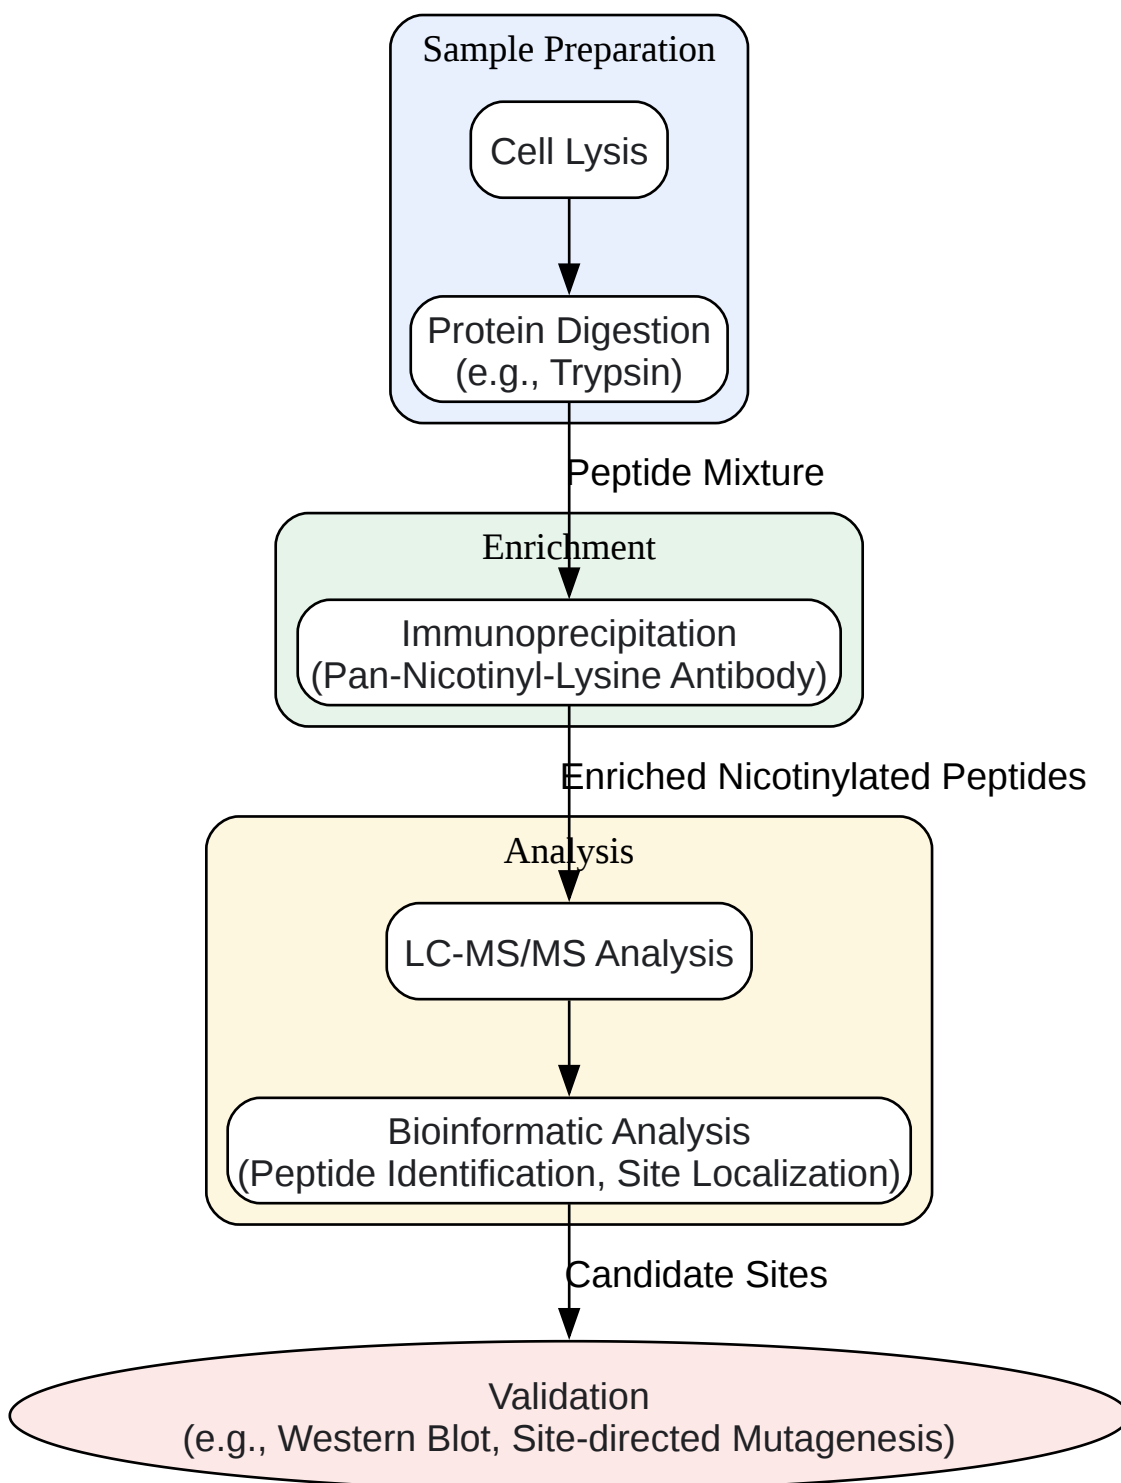 Sample Preparation
Cell Lysis
Protein Digestion
(e.g., Trypsin)
Peptide Mixture
Enrichment
Immunoprecipitation
(Pan-Nicotinyl-Lysine Antibody)
Enriched Nicotinylated Peptides
Analysis
LC-MS/MS Analysis
Bioinformatic Analysis
(Peptide Identification, Site Localization)
Candidate Sites
Validation
(e.g., Western Blot, Site-directed Mutagenesis)